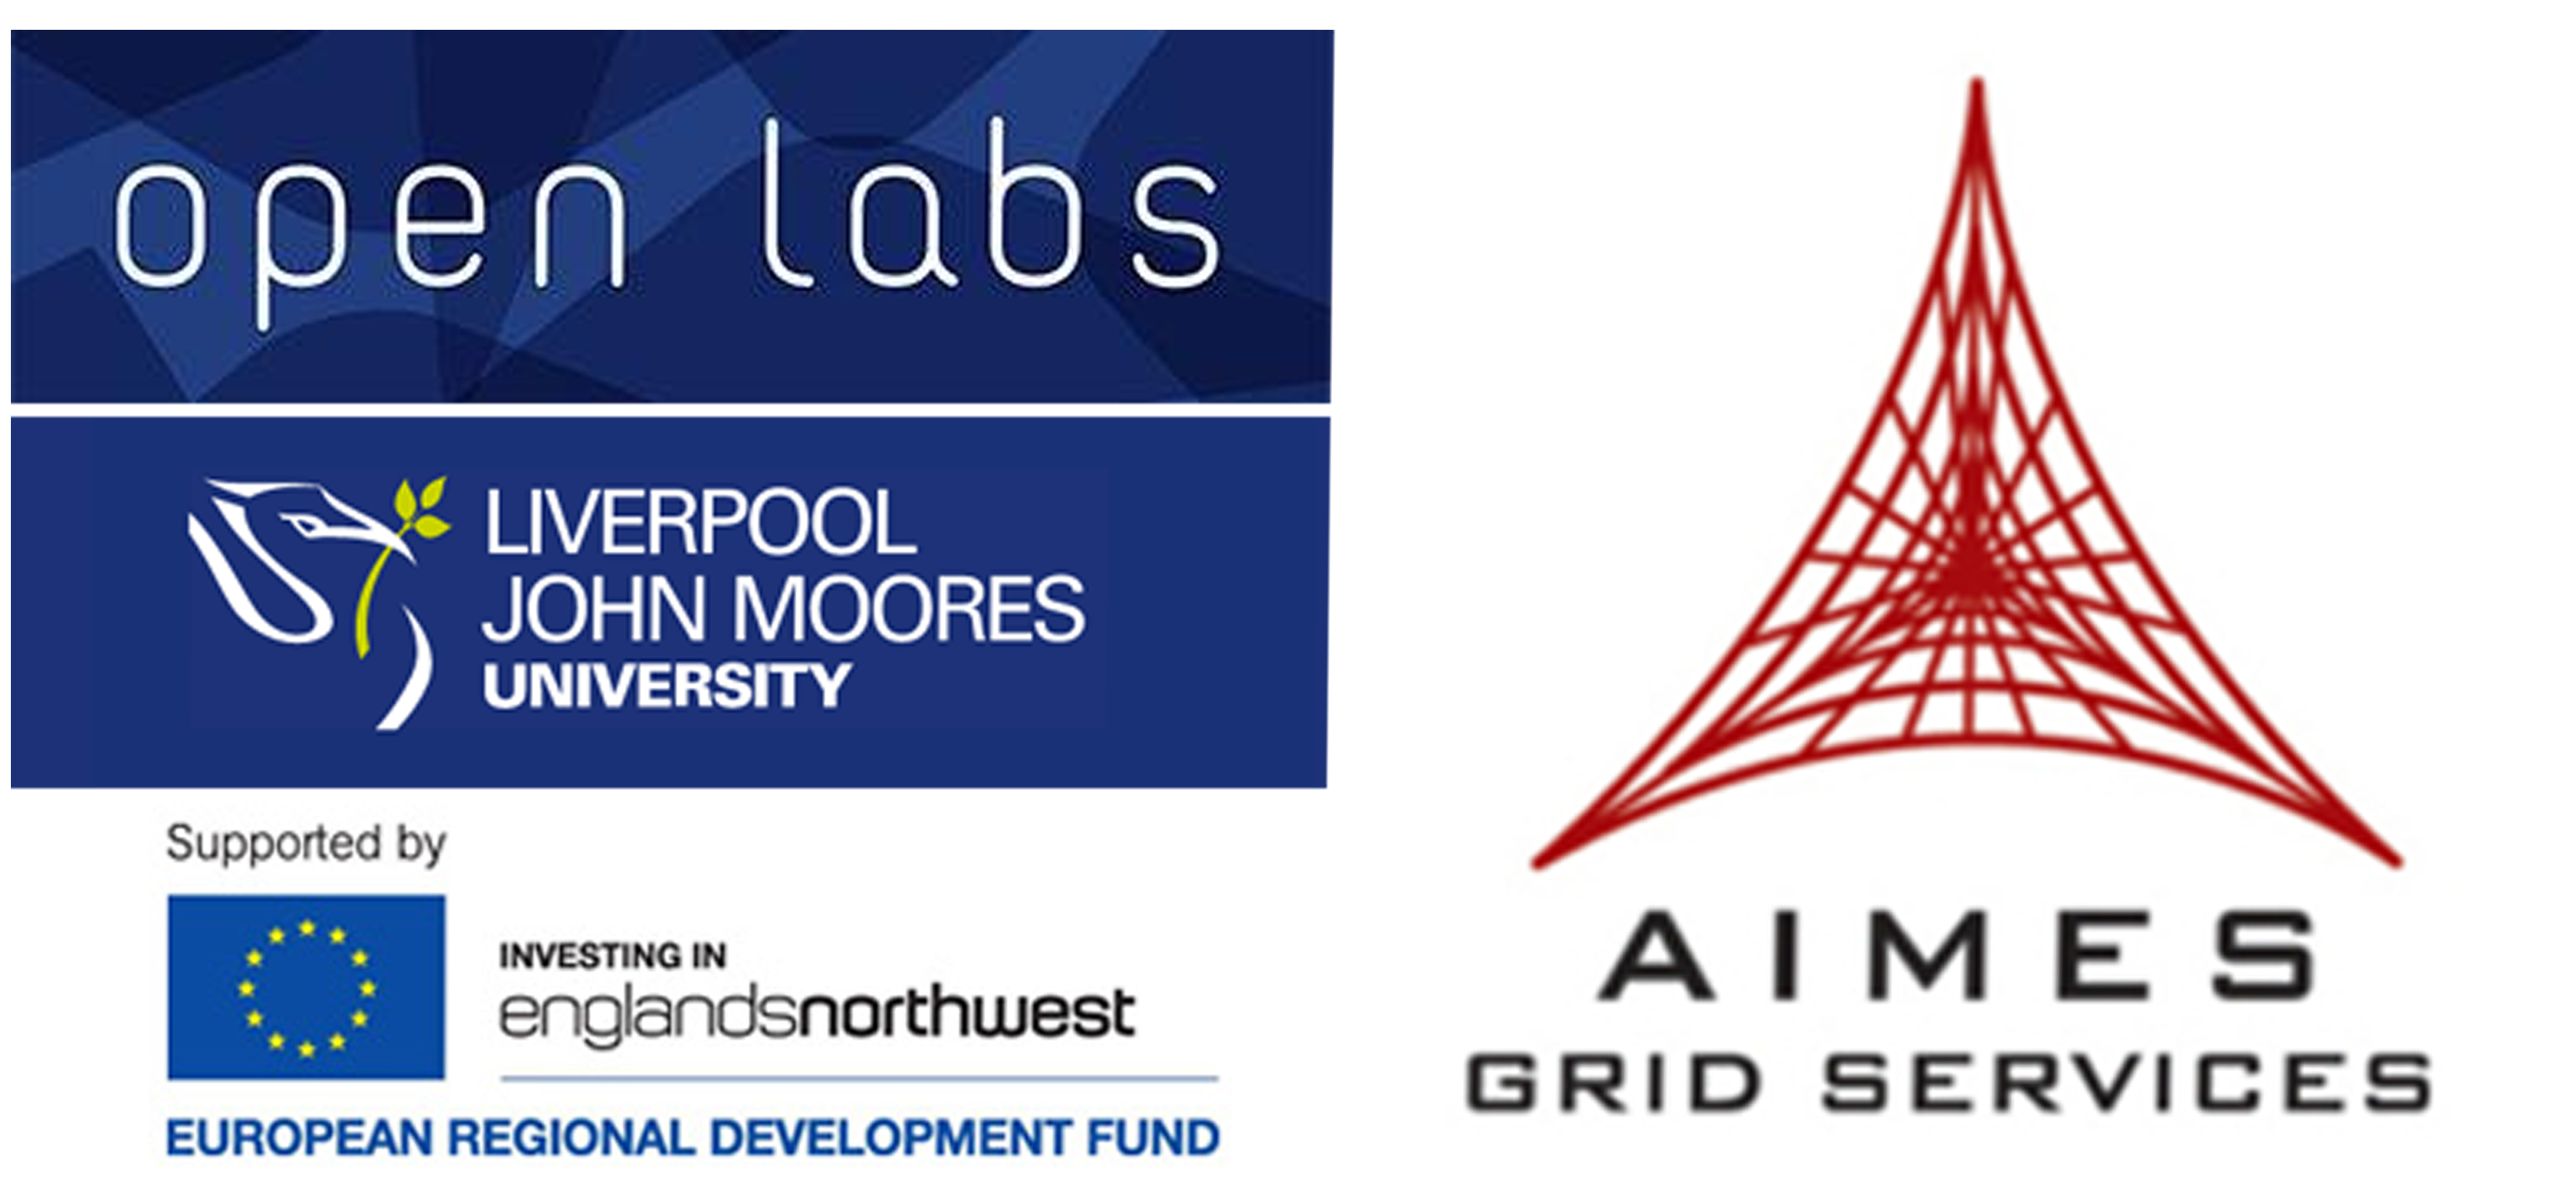 open labs
LIVERPOOL
JOHN MOORES
UNIVERSITY
Supported by
INVESTING IN
englandsnorthwest
EUROPEAN REGIONAL DEVELOPMENT FUND
AIMES
GRID SERVICES